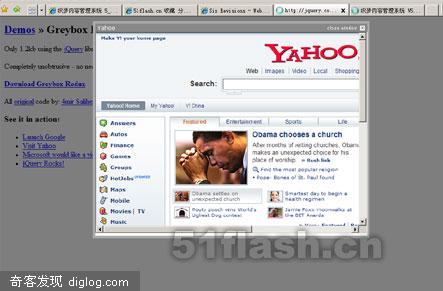 织梦内容管理系统 5_
51flash.cn 收藏 分...
Sis Revisions - Web...
http://jquery.co...
织梦内容管理系统 V5...
Demos » Greybox
Yahoo
close window
Make Y! your home page
YAHOO
Web | Images | Video | Local | Shopping
Search:
Only 1.2kb using the jQuery
Completely unobtrusive -
Download Greybox Redux
All original code by: 4mir Salihe
See it in action!
Launch Google
Visit Yahoo
Microsoft would like a
jQuery Rocks!
Yahoo! Home
My Yahoo
Y! China
Answers
Autos
Finance
Games
Groups
HotJobs
Maps
Mobile
Movies | TV
Music
Featured
Entertainment
Sports
Life
Obama chooses a church
After months of visiting churches, Obama
makes an unexpected choice for his
place of worship. » Rush link
Find the most popular religion
Pope: Bones of St. Paul found
Obama settles on
unexpected church
Smartest day to begin a
health regimen
Pooty pooch wins World's
Ugliest Dog contest
Jamie Foxx moonwalks at
the BET Awards
51flash.cn
奇客发现 diglog.com